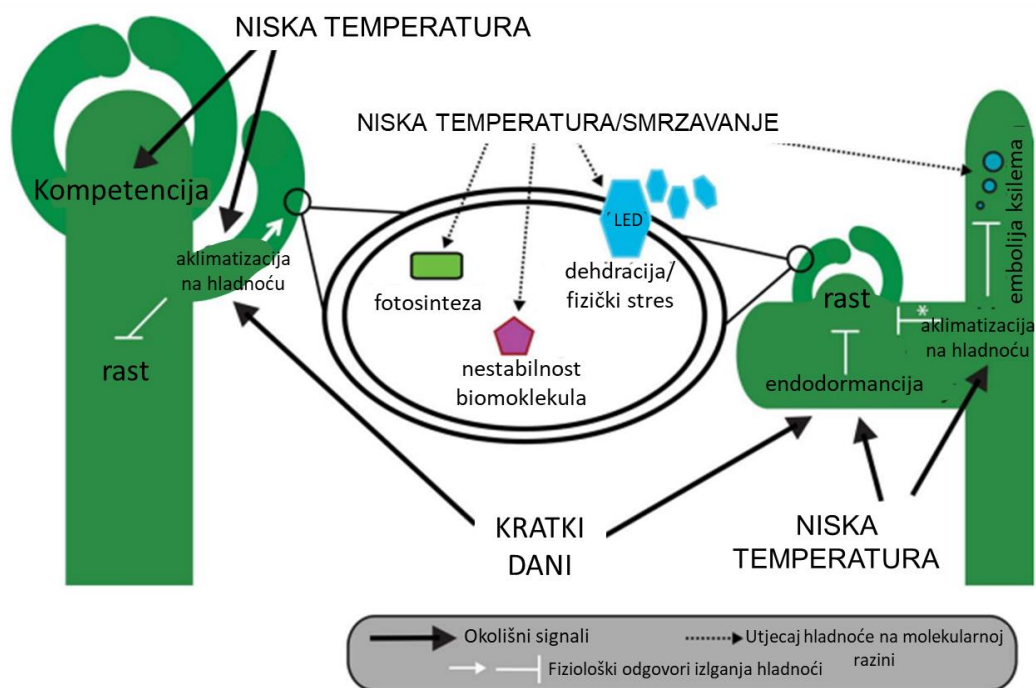 NISKA TEMPERATURA
NISKA TEMPERATURA/SMRZAVANJE
Kompetencija
aklimatizacija
na hladnoću
rast
fotosinteza
LED
dehdracija/
fizički stres
nestabilnost
biomoklekula
rast
*
endodormancija
aklimatizacija
na hladnoću
embolija ksilema
KRATKI
DANI
NISKA
TEMPERATURA
Okolišni signali
Utjecaj hladnoće na molekularnoj
razini
Fiziološki odgovori izlganja hladnoći